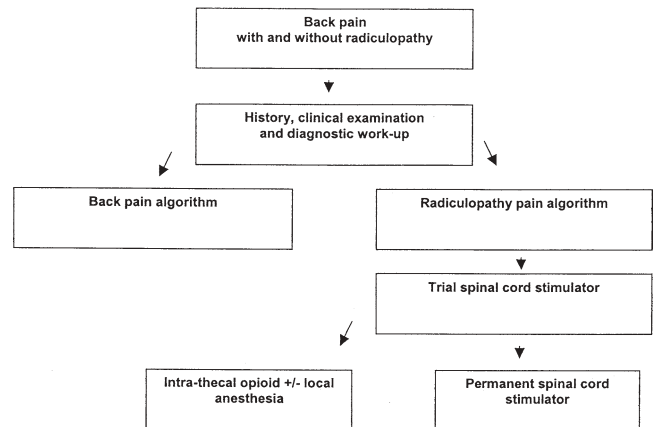 Back pain
with and without radiculopathy
History, clinical examination
and diagnostic work-up
Back pain algorithm
Radiculopathy pain algorithm
Trial spinal cord stimulator
Intra-thecal opioid +/- local
anesthesia
Permanent spinal cord
stimulator